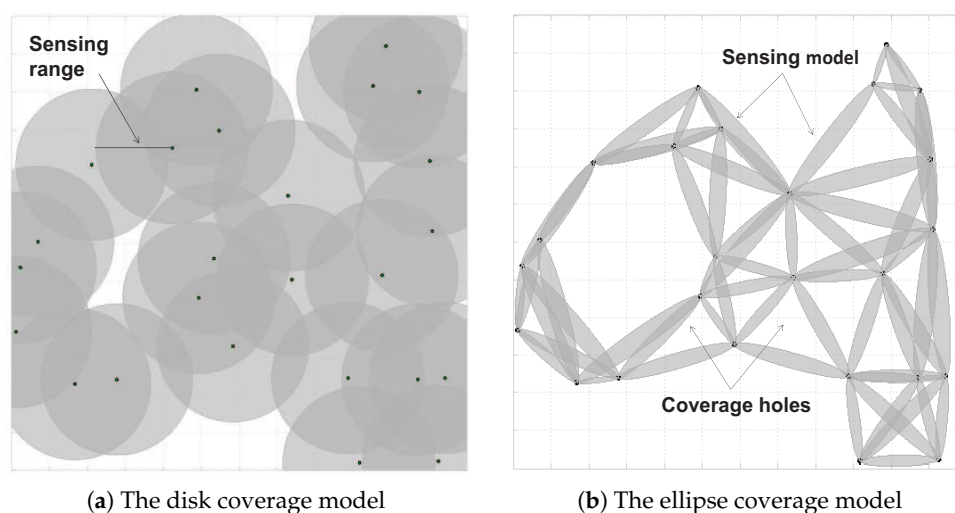 Sensing
range
Sensing model
Coverage holes
(a) The disk coverage model
(b) The ellipse coverage model